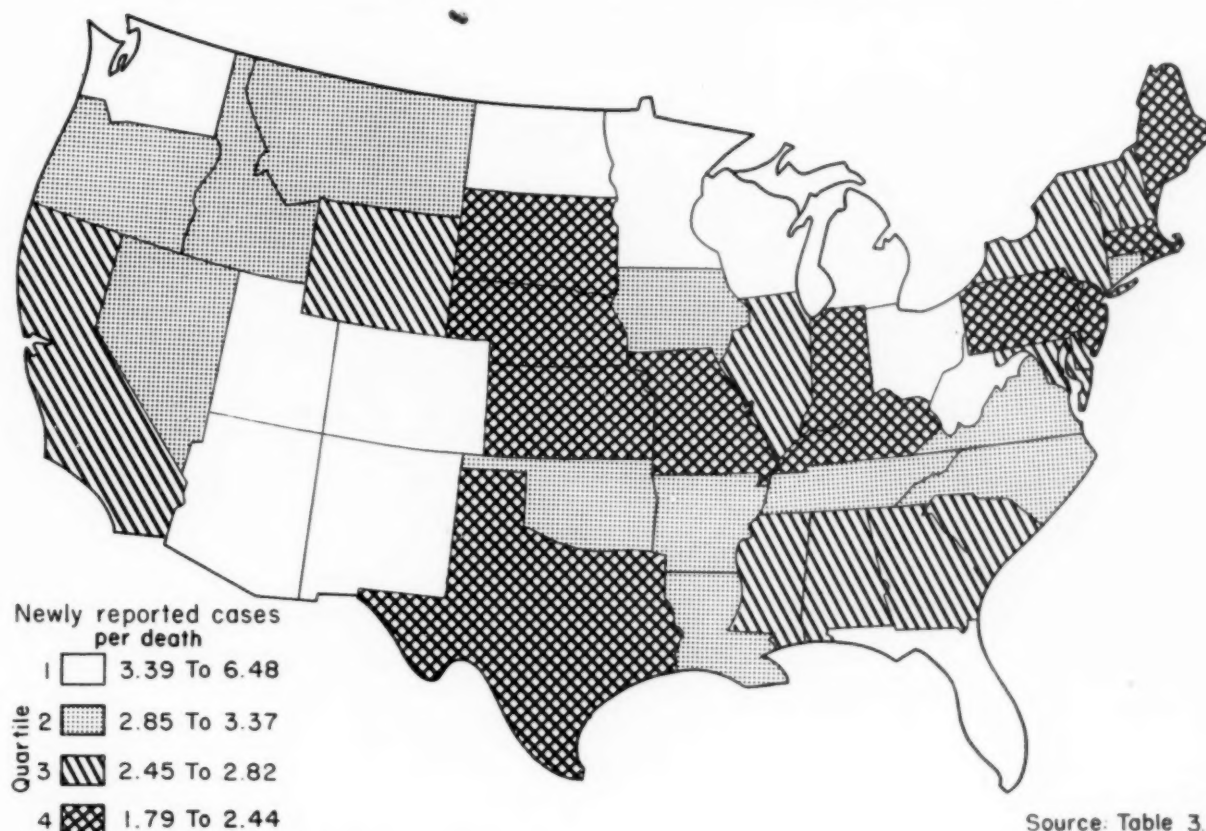 Newly reported cases
per death
Quartile
1 3.39 To 6.48
2 2.85 To 3.37
3 2.45 To 2.82
4 1.79 To 2.44
Source: Table 3.